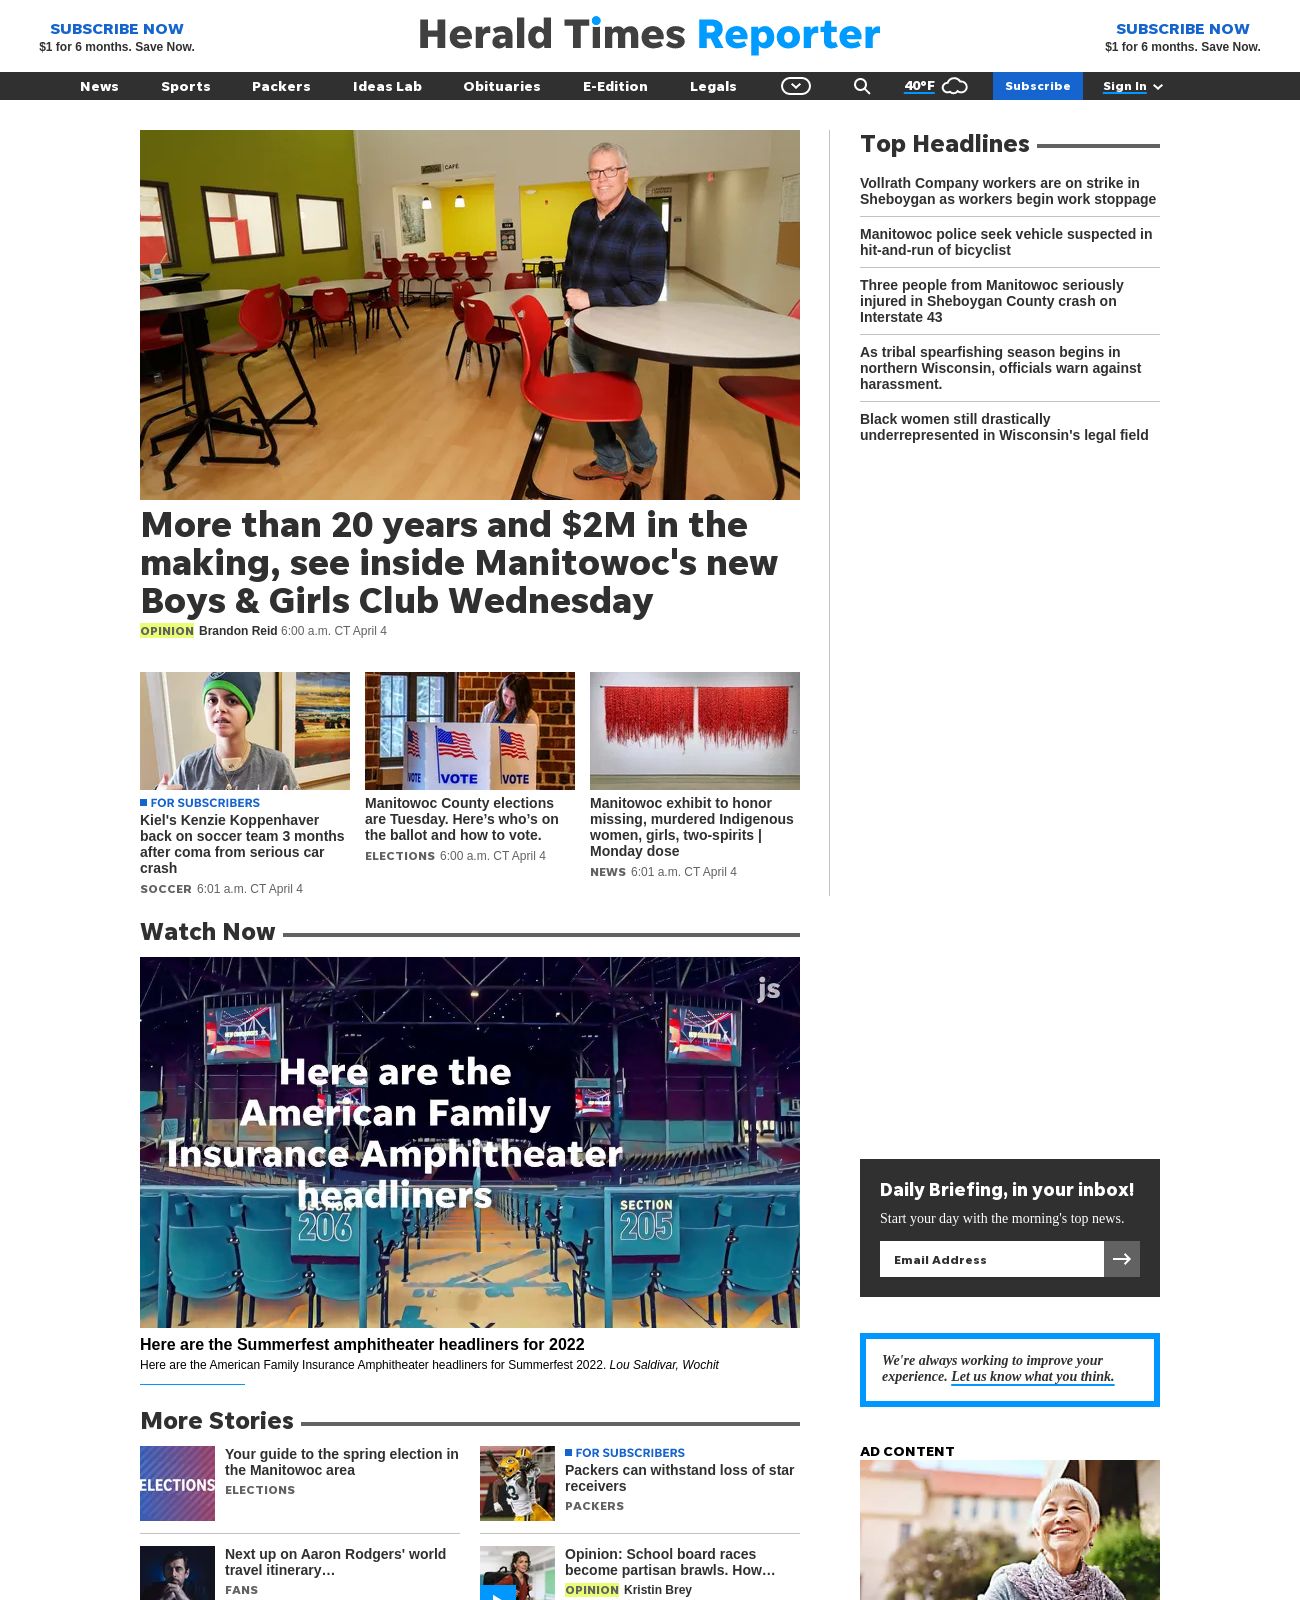 SUBSCRIBE NOW
$1 for 6 months. Save Now.
Herald Times Reporter
SUBSCRIBE NOW
$1 for 6 months. Save Now.
News Sports Packers Ideas Lab Obituaries E-Edition Legals 40°F Subscribe Sign In
CAFÉ
More than 20 years and $2M in the
making, see inside Manitowoc's new
Boys & Girls Club Wednesday
OPINION Brandon Reid 6:00 a.m. CT April 4
FOR SUBSCRIBERS
Kiel's Kenzie Koppenhaver
back on soccer team 3 months
after coma from serious car
crash
SOCCER 6:01 a.m. CT April 4
VOTE VOTE
Manitowoc County elections
are Tuesday. Here’s who’s on
the ballot and how to vote.
ELECTIONS 6:00 a.m. CT April 4
Manitowoc exhibit to honor
missing, murdered Indigenous
women, girls, two-spirits |
Monday dose
NEWS 6:01 a.m. CT April 4
Top Headlines
Vollrath Company workers are on strike in
Sheboygan as workers begin work stoppage
Manitowoc police seek vehicle suspected in
hit-and-run of bicyclist
Three people from Manitowoc seriously
injured in Sheboygan County crash on
Interstate 43
As tribal spearfishing season begins in
northern Wisconsin, officials warn against
harassment.
Black women still drastically
underrepresented in Wisconsin's legal field
Watch Now
js
Here are the
American Family
Insurance Amphitheater
headliners
SECTION
206
SECTION
205
Here are the Summerfest amphitheater headliners for 2022
Here are the American Family Insurance Amphitheater headliners for Summerfest 2022. Lou Saldivar, Wochit
More Stories
ELECTIONS
Your guide to the spring election in
the Manitowoc area
ELECTIONS
FOR SUBSCRIBERS
Packers can withstand loss of star
receivers
PACKERS
Next up on Aaron Rodgers' world
travel itinerary…
FANS
Opinion: School board races
become partisan brawls. How…
OPINION Kristin Brey
Daily Briefing, in your inbox!
Start your day with the morning's top news.
Email Address
We're always working to improve your
experience. Let us know what you think.
AD CONTENT